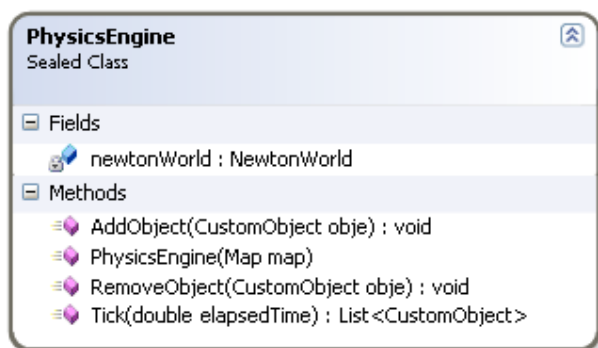 PhysicsEngine
Sealed Class
Fields
newtonWorld : NewtonWorld
Methods
AddObject(CustomObject obje) : void
PhysicsEngine(Map map)
RemoveObject(CustomObject obje) : void
Tick(double elapsedTime) : List<CustomObject>